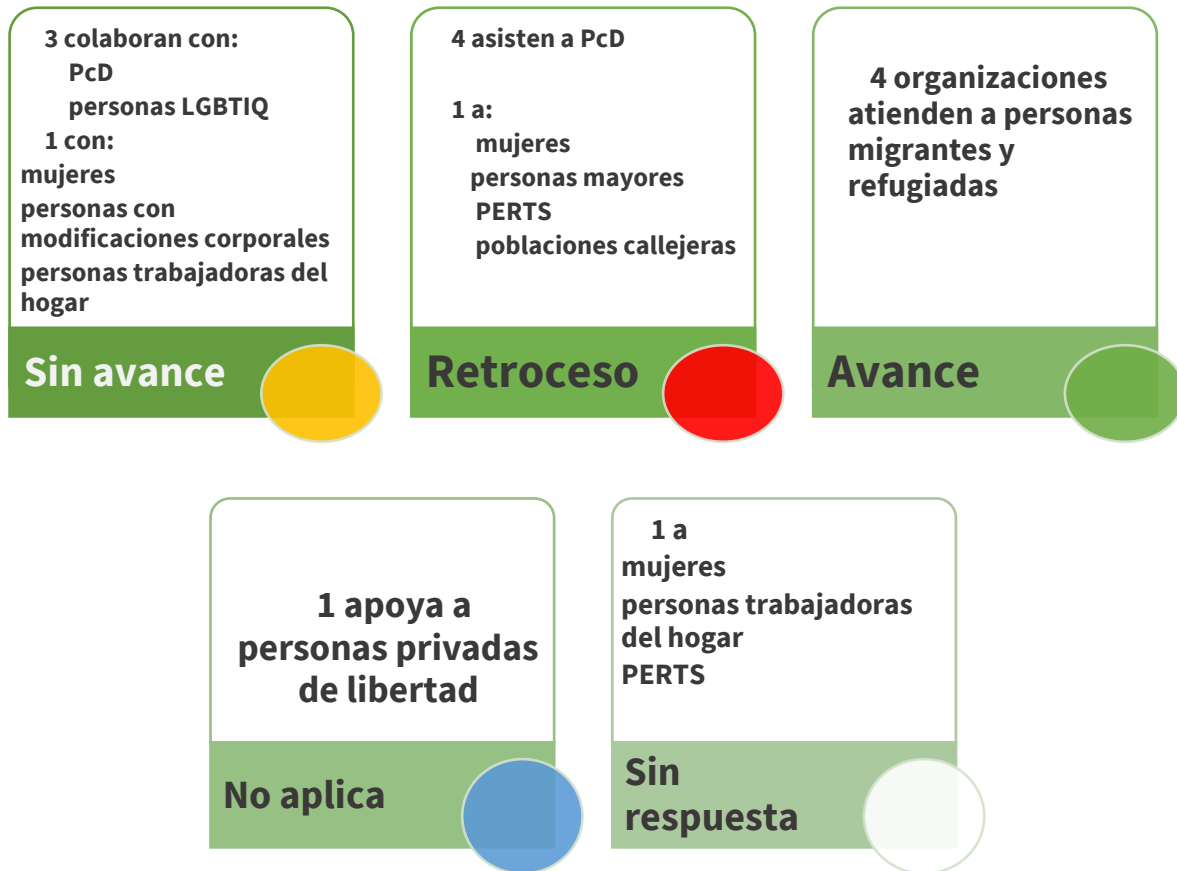 3 colaboran con:
PcD
personas LGBTIQ
1 con:
mujeres
personas con
modificaciones corporales
personas trabajadoras del
hogar
Sin avance
4 asisten a PcD
1 a:
mujeres
personas mayores
PERTS
poblaciones callejeras
Retroceso
4 organizaciones
atienden a personas
migrantes y
refugiadas
Avance
1 apoya a
personas privadas
de libertad
No aplica
1 a
mujeres
personas trabajadoras
del hogar
PERTS
Sin
respuesta